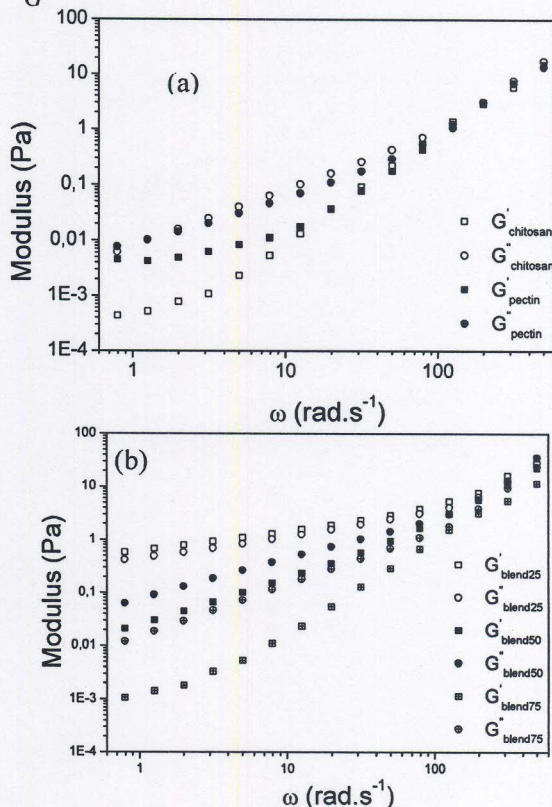 (a)
Modulus (Pa)
10
1
0,1
0,01
1E-3
1E-4
1
10
100
ω (rad.s⁻¹)
G'chitosan
G"chitosan
G'pectin
G"pectin
(b)
Modulus (Pa)
100
10
1
0,1
0,01
1E-3
1E-4
1
10
100
ω (rad.s⁻¹)
G'blend25
G"blend25
G'blend50
G"blend50
G'blend75
G"blend75